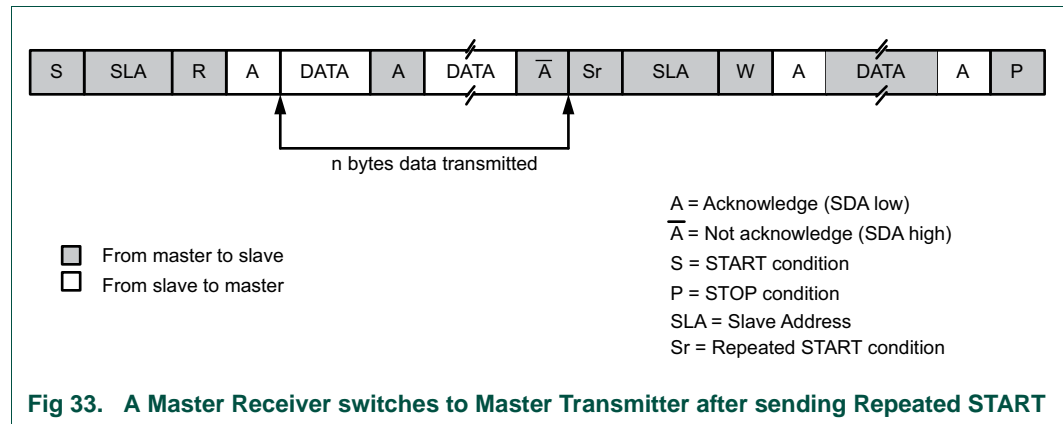 S SLA R A DATA A DATA A̅ Sr SLA W A DATA A P
n bytes data transmitted
From master to slave
From slave to master
A = Acknowledge (SDA low)
A̅ = Not acknowledge (SDA high)
S = START condition
P = STOP condition
SLA = Slave Address
Sr = Repeated START condition
Fig 33. A Master Receiver switches to Master Transmitter after sending Repeated START